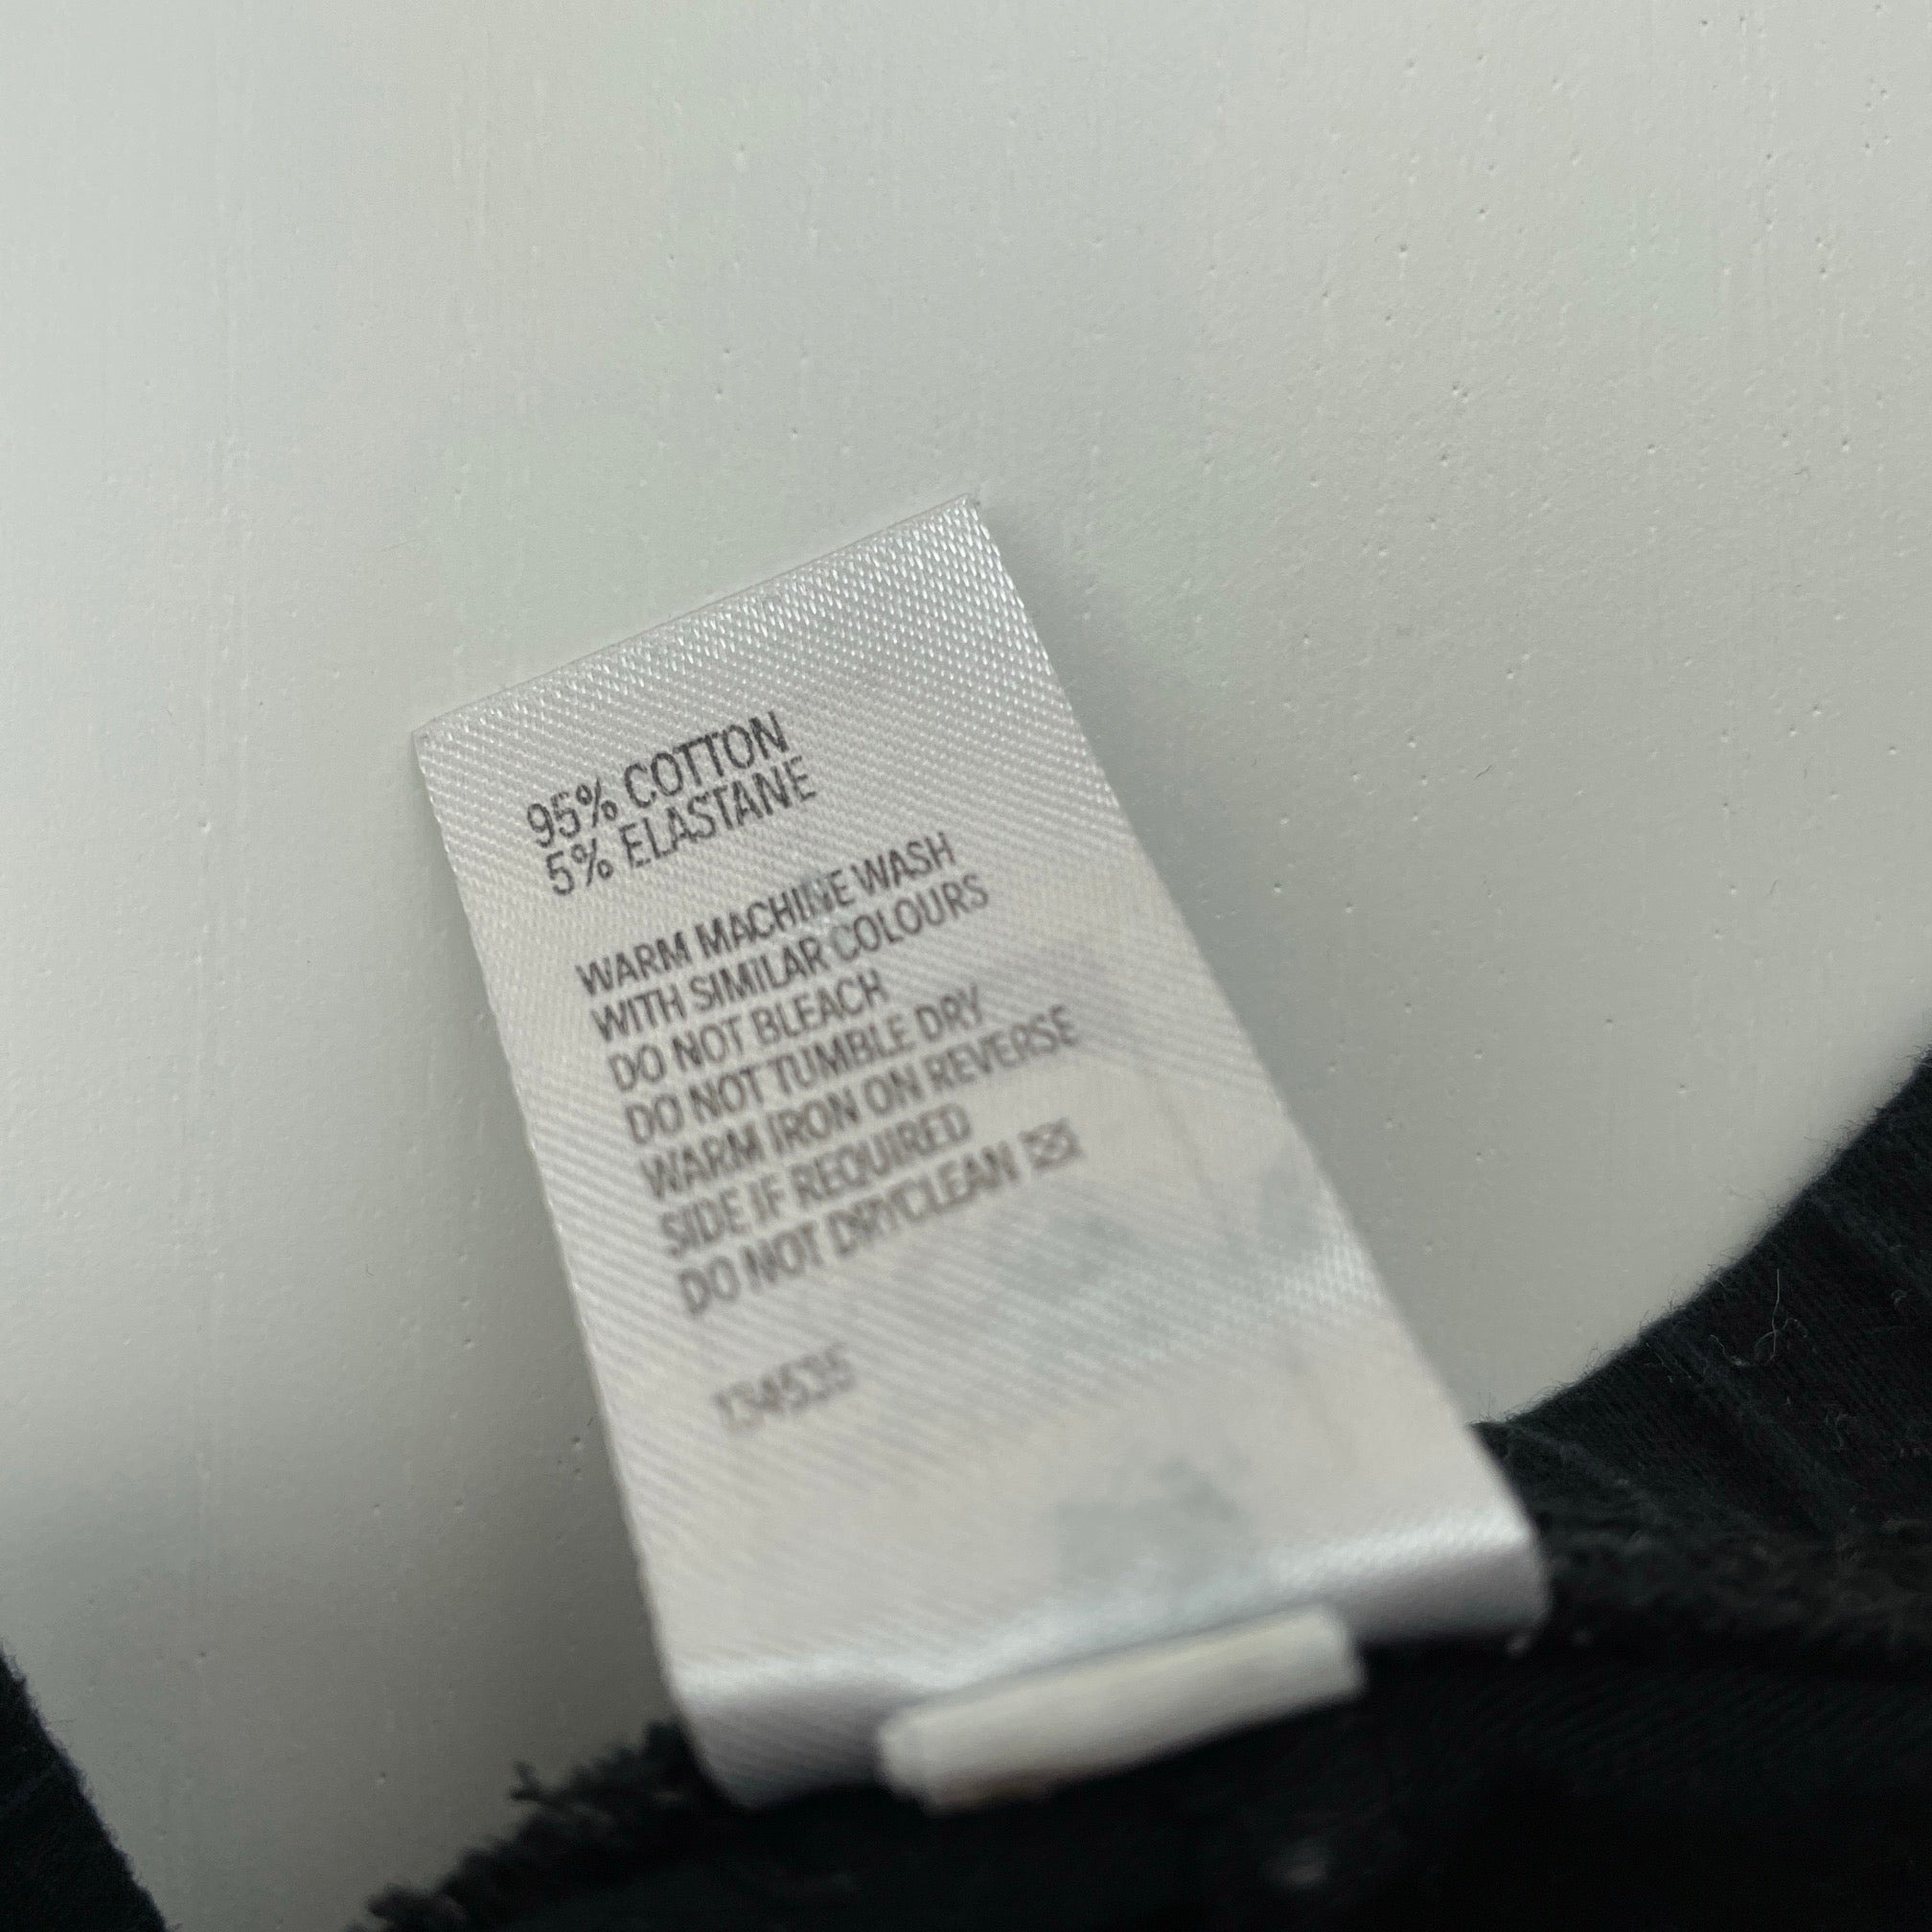 95% COTTON
5% ELASTANE
WARM MACHINE WASH
WITH SIMILAR COLOURS
DO NOT BLEACH
DO NOT TUMBLE DRY
WARM IRON ON REVERSE
SIDE IF REQUIRED
DO NOT DRYCLEAN